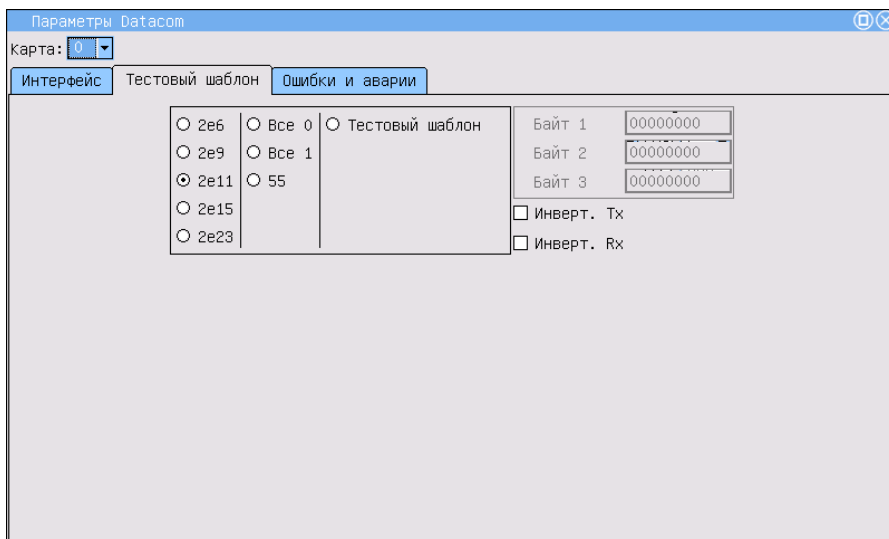 Параметры Datacom
Карта: 0
Интерфейс Тестовый шаблон Ошибки и аварии
2e6 Все 0 Тестовый шаблон Байт 1 00000000
2e9 Все 1 Байт 2 00000000
2e11 55 Байт 3 00000000
2e15 Инверт. Tx
2e23 Инверт. Rx